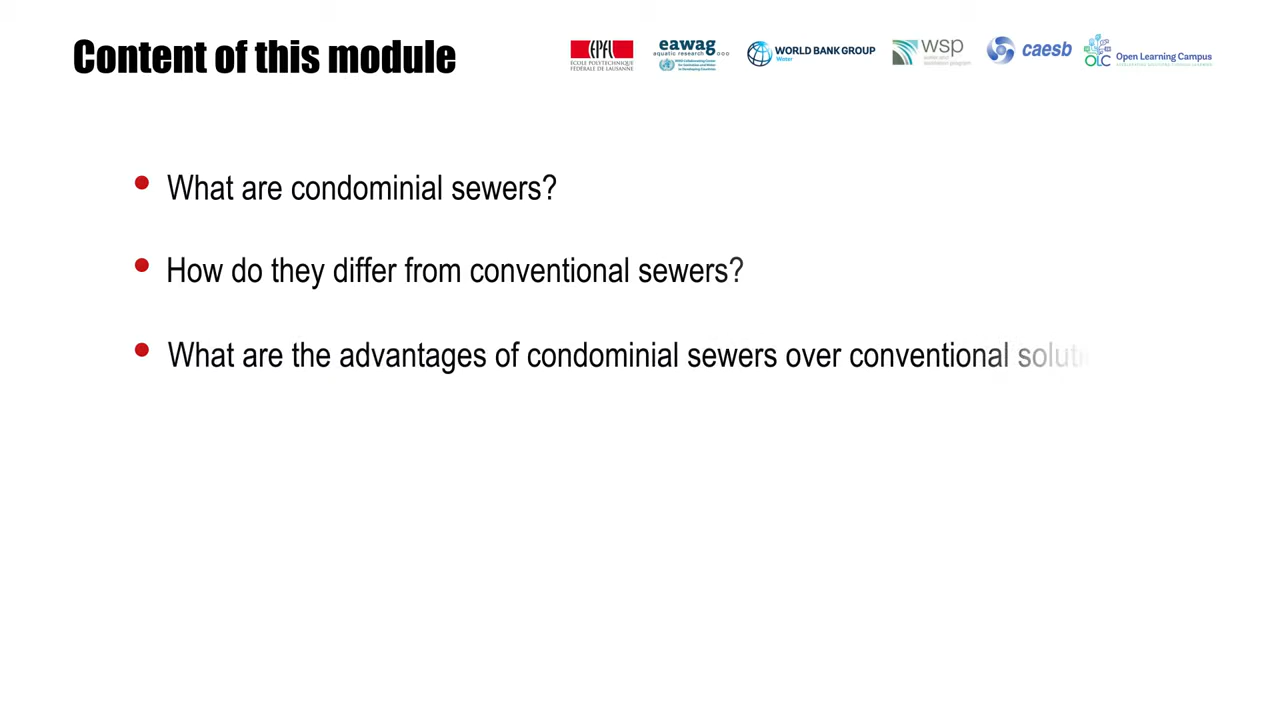 Content of this module
EPFL
ÉCOLE POLYTECHNIQUE
FÉDÉRALE DE LAUSANNE
eawag
aquatic research
WORLD BANK GROUP
Water
wsp
water and
sanitation program
caesb
OLC
Open Learning Campus
• What are condominial sewers?
• How do they differ from conventional sewers?
• What are the advantages of condominial sewers over conventional soluti